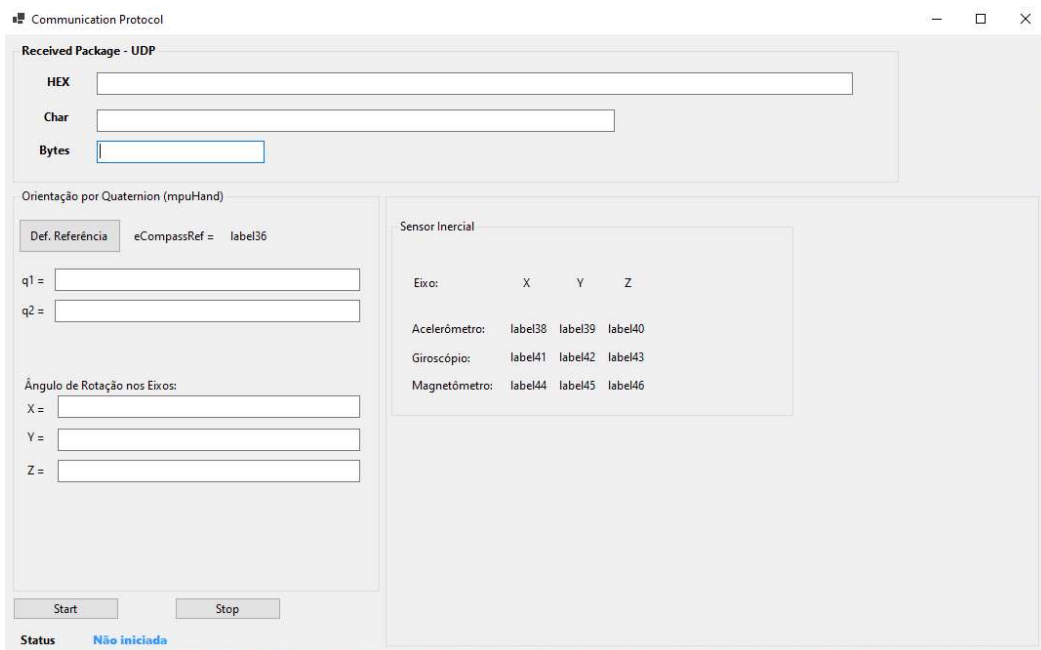 Communication Protocol
Received Package - UDP
HEX
Char
Bytes
Orientação por Quaternion (mpuHand)
Def. Referência eCompassRef = label36
q1 =
q2 =
Ângulo de Rotação nos Eixos:
X =
Y =
Z =
Sensor Inercial
Eixo: X Y Z
Acelerômetro: label38 label39 label40
Giroscópio: label41 label42 label43
Magnetômetro: label44 label45 label46
Start Stop
Status Não iniciada